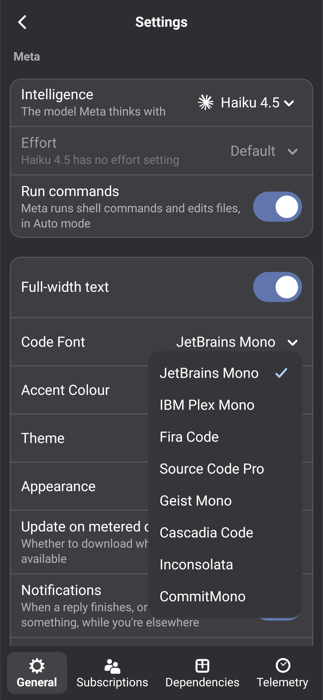 Settings
Meta
Intelligence
The model Meta thinks with
Haiku 4.5
Effort
Haiku 4.5 has no effort setting
Default
Run commands
Meta runs shell commands and edits files,
in Auto mode
Full-width text
Code Font
JetBrains Mono
JetBrains Mono
IBM Plex Mono
Fira Code
Source Code Pro
Geist Mono
Cascadia Code
Inconsolata
CommitMono
Accent Colour
Theme
Appearance
Update on metered
Whether to download
available
Notifications
When a reply finishes, or
something, while you're elsewhere
General
Subscriptions
Dependencies
Telemetry